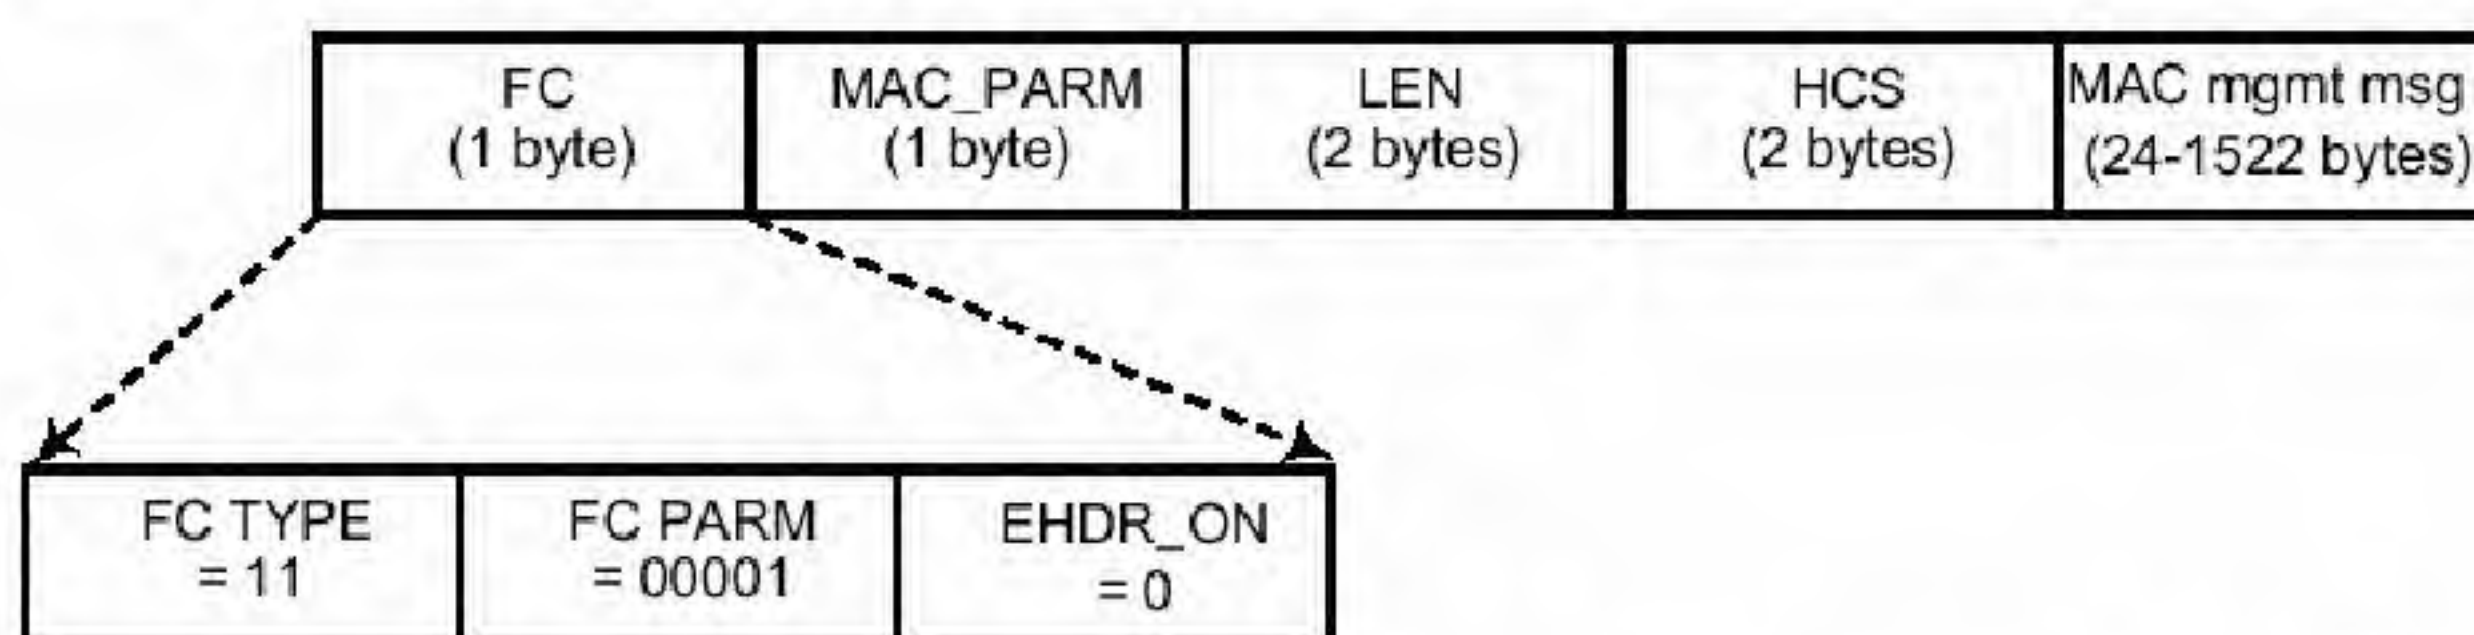 FC
(1 byte)
MAC_PARM
(1 byte)
LEN
(2 bytes)
HCS
(2 bytes)
MAC mgmt msg
(24-1522 bytes)
FC TYPE
= 11
FC PARM
= 00001
EHDR_ON
= 0